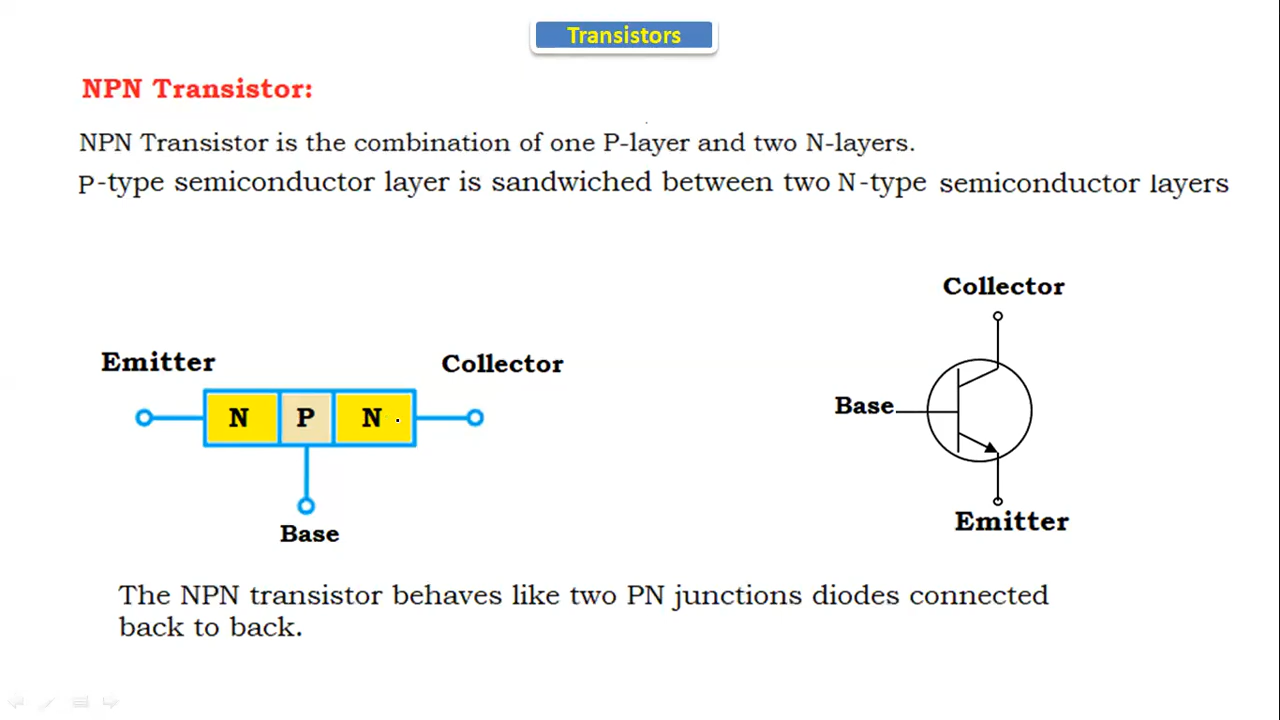 Transistors
NPN Transistor:
NPN Transistor is the combination of one P-layer and two N-layers.
P-type semiconductor layer is sandwiched between two N-type semiconductor layers
Collector
Emitter
Collector
N P N
Base
Base
Emitter
The NPN transistor behaves like two PN junctions diodes connected
back to back.